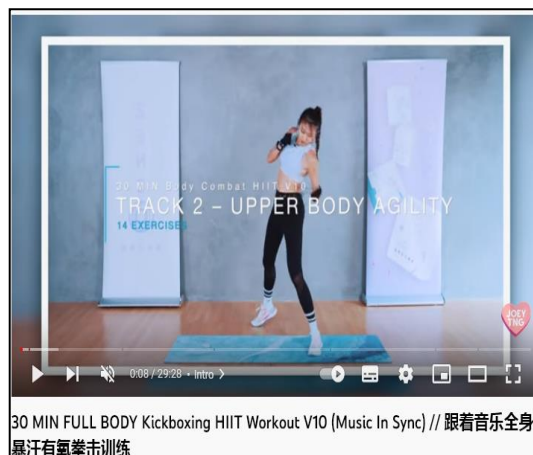 30 MIN Body Combat HIIT V10
TRACK 2 – UPPER BODY AGILITY
14 EXERCISES
JOEY
TNG
0:08 / 29:28 • Intro
30 MIN FULL BODY Kickboxing HIIT Workout V10 (Music In Sync) // 跟着音乐全身
暴汗有氧拳击训练